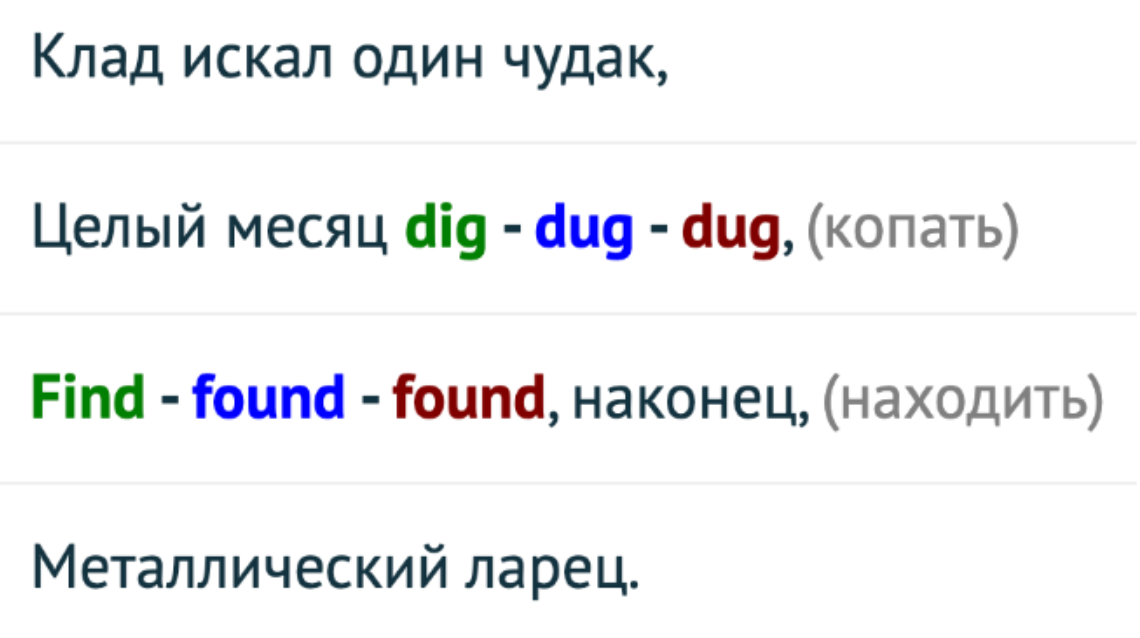 Клад искал один чудак,
Целый месяц dig - dug - dug, (копать)
Find - found - found, наконец, (находить)
Металлический ларец.